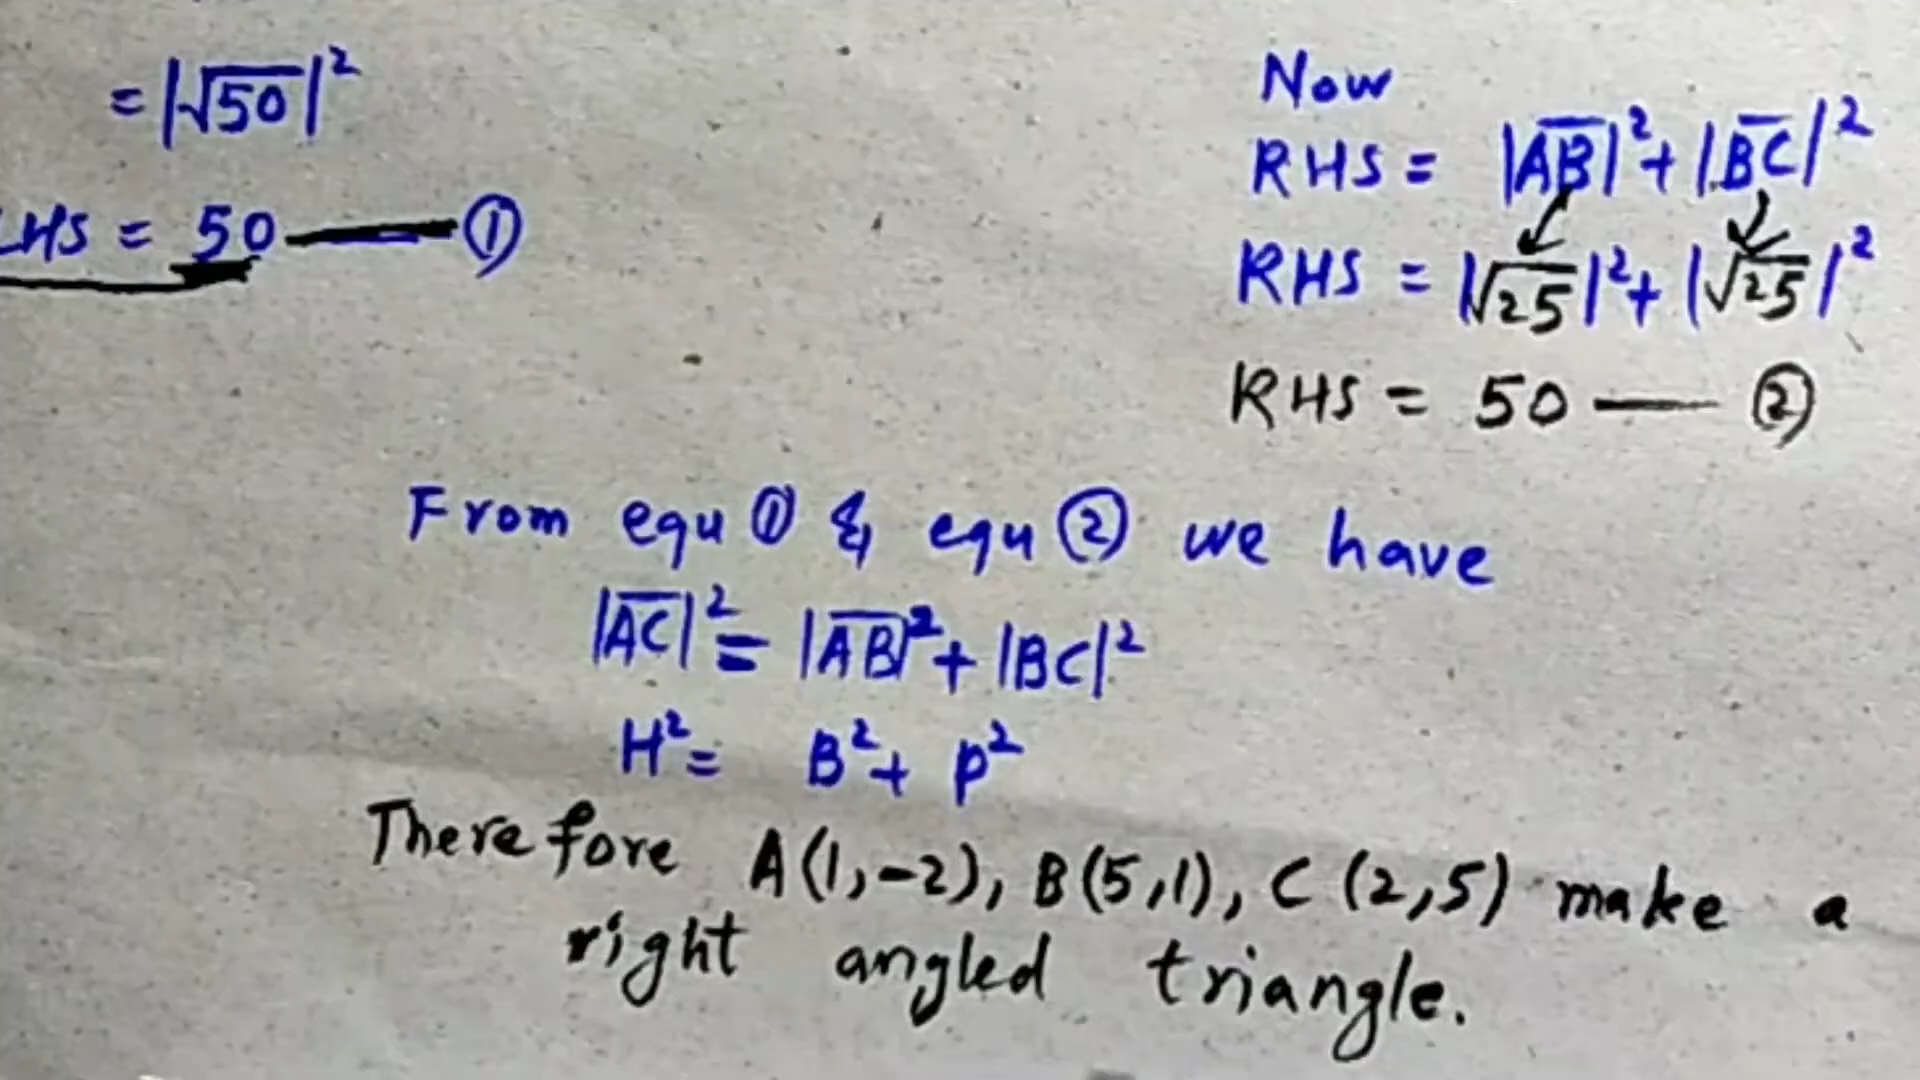 = |√50|²
LHS = 50 —— ①
Now
RHS = |AB|² + |BC|²
RHS = |√25|² + |√25|²
RHS = 50 —— ②
From equ ① & equ ② we have
|AC|² = |AB|² + |BC|²
H² = B² + P²
Therefore A(1,-2), B(5,1), C(2,5) make a
right angled triangle.